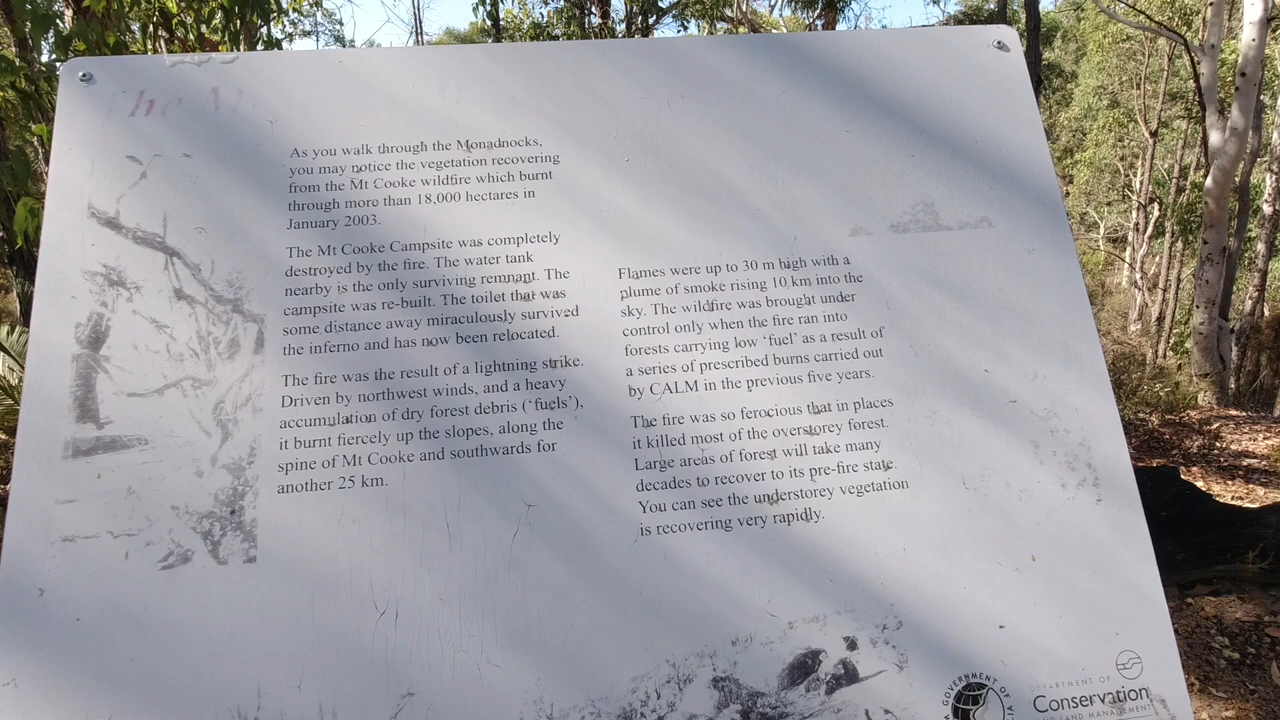 The
As you walk through the Monadnocks,
you may notice the vegetation recovering
from the Mt Cooke wildfire which burnt
through more than 18,000 hectares in
January 2003.
The Mt Cooke Campsite was completely
destroyed by the fire. The water tank
nearby is the only surviving remnant. The
campsite was re-built. The toilet that was
some distance away miraculously survived
the inferno and has now been relocated.
The fire was the result of a lightning strike.
Driven by northwest winds, and a heavy
accumulation of dry forest debris (‘fuels’),
it burnt fiercely up the slopes, along the
spine of Mt Cooke and southwards for
another 25 km.
Flames were up to 30 m high with a
plume of smoke rising 10 km into the
sky. The wildfire was brought under
control only when the fire ran into
forests carrying low ‘fuel’ as a result of
a series of prescribed burns carried out
by CALM in the previous five years.
The fire was so ferocious that in places
it killed most of the overstorey forest.
Large areas of forest will take many
decades to recover to its pre-fire state.
You can see the understorey vegetation
is recovering very rapidly.
GOVERNMENT OF
DEPARTMENT OF
Conservation
LAND MANAGEMENT